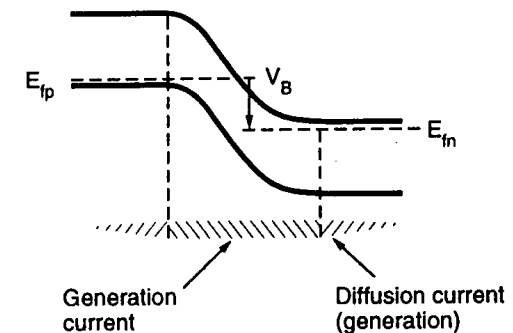 E_fp
V_B
E_fn
Generation
current
Diffusion current
(generation)